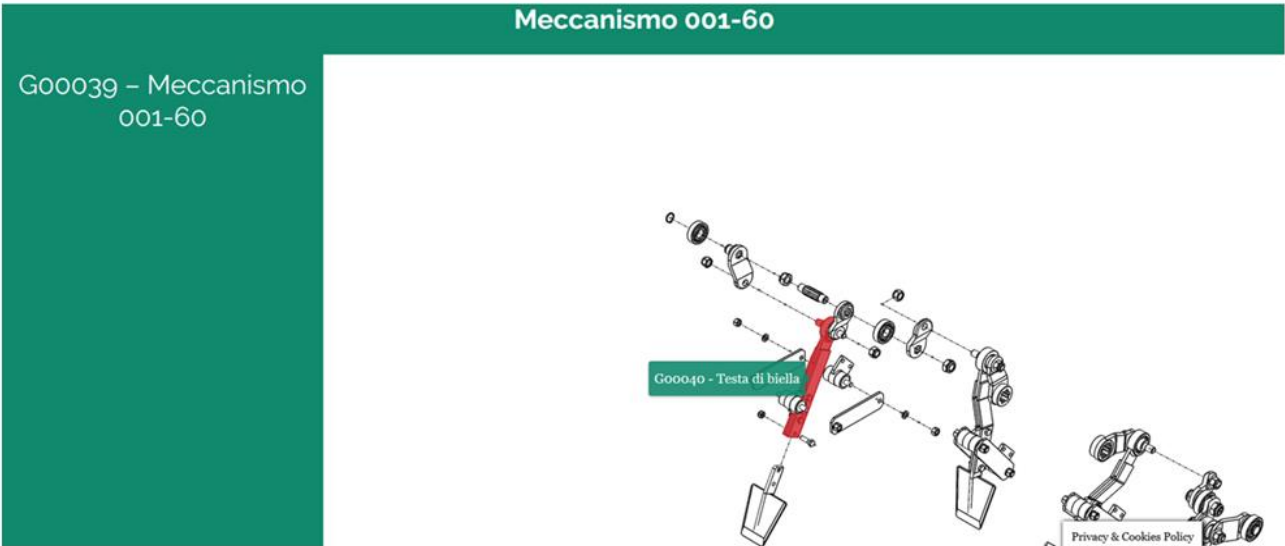 Meccanismo 001-60
G00039 – Meccanismo
001-60
G00040 - Testa di biella
Privacy & Cookies Policy